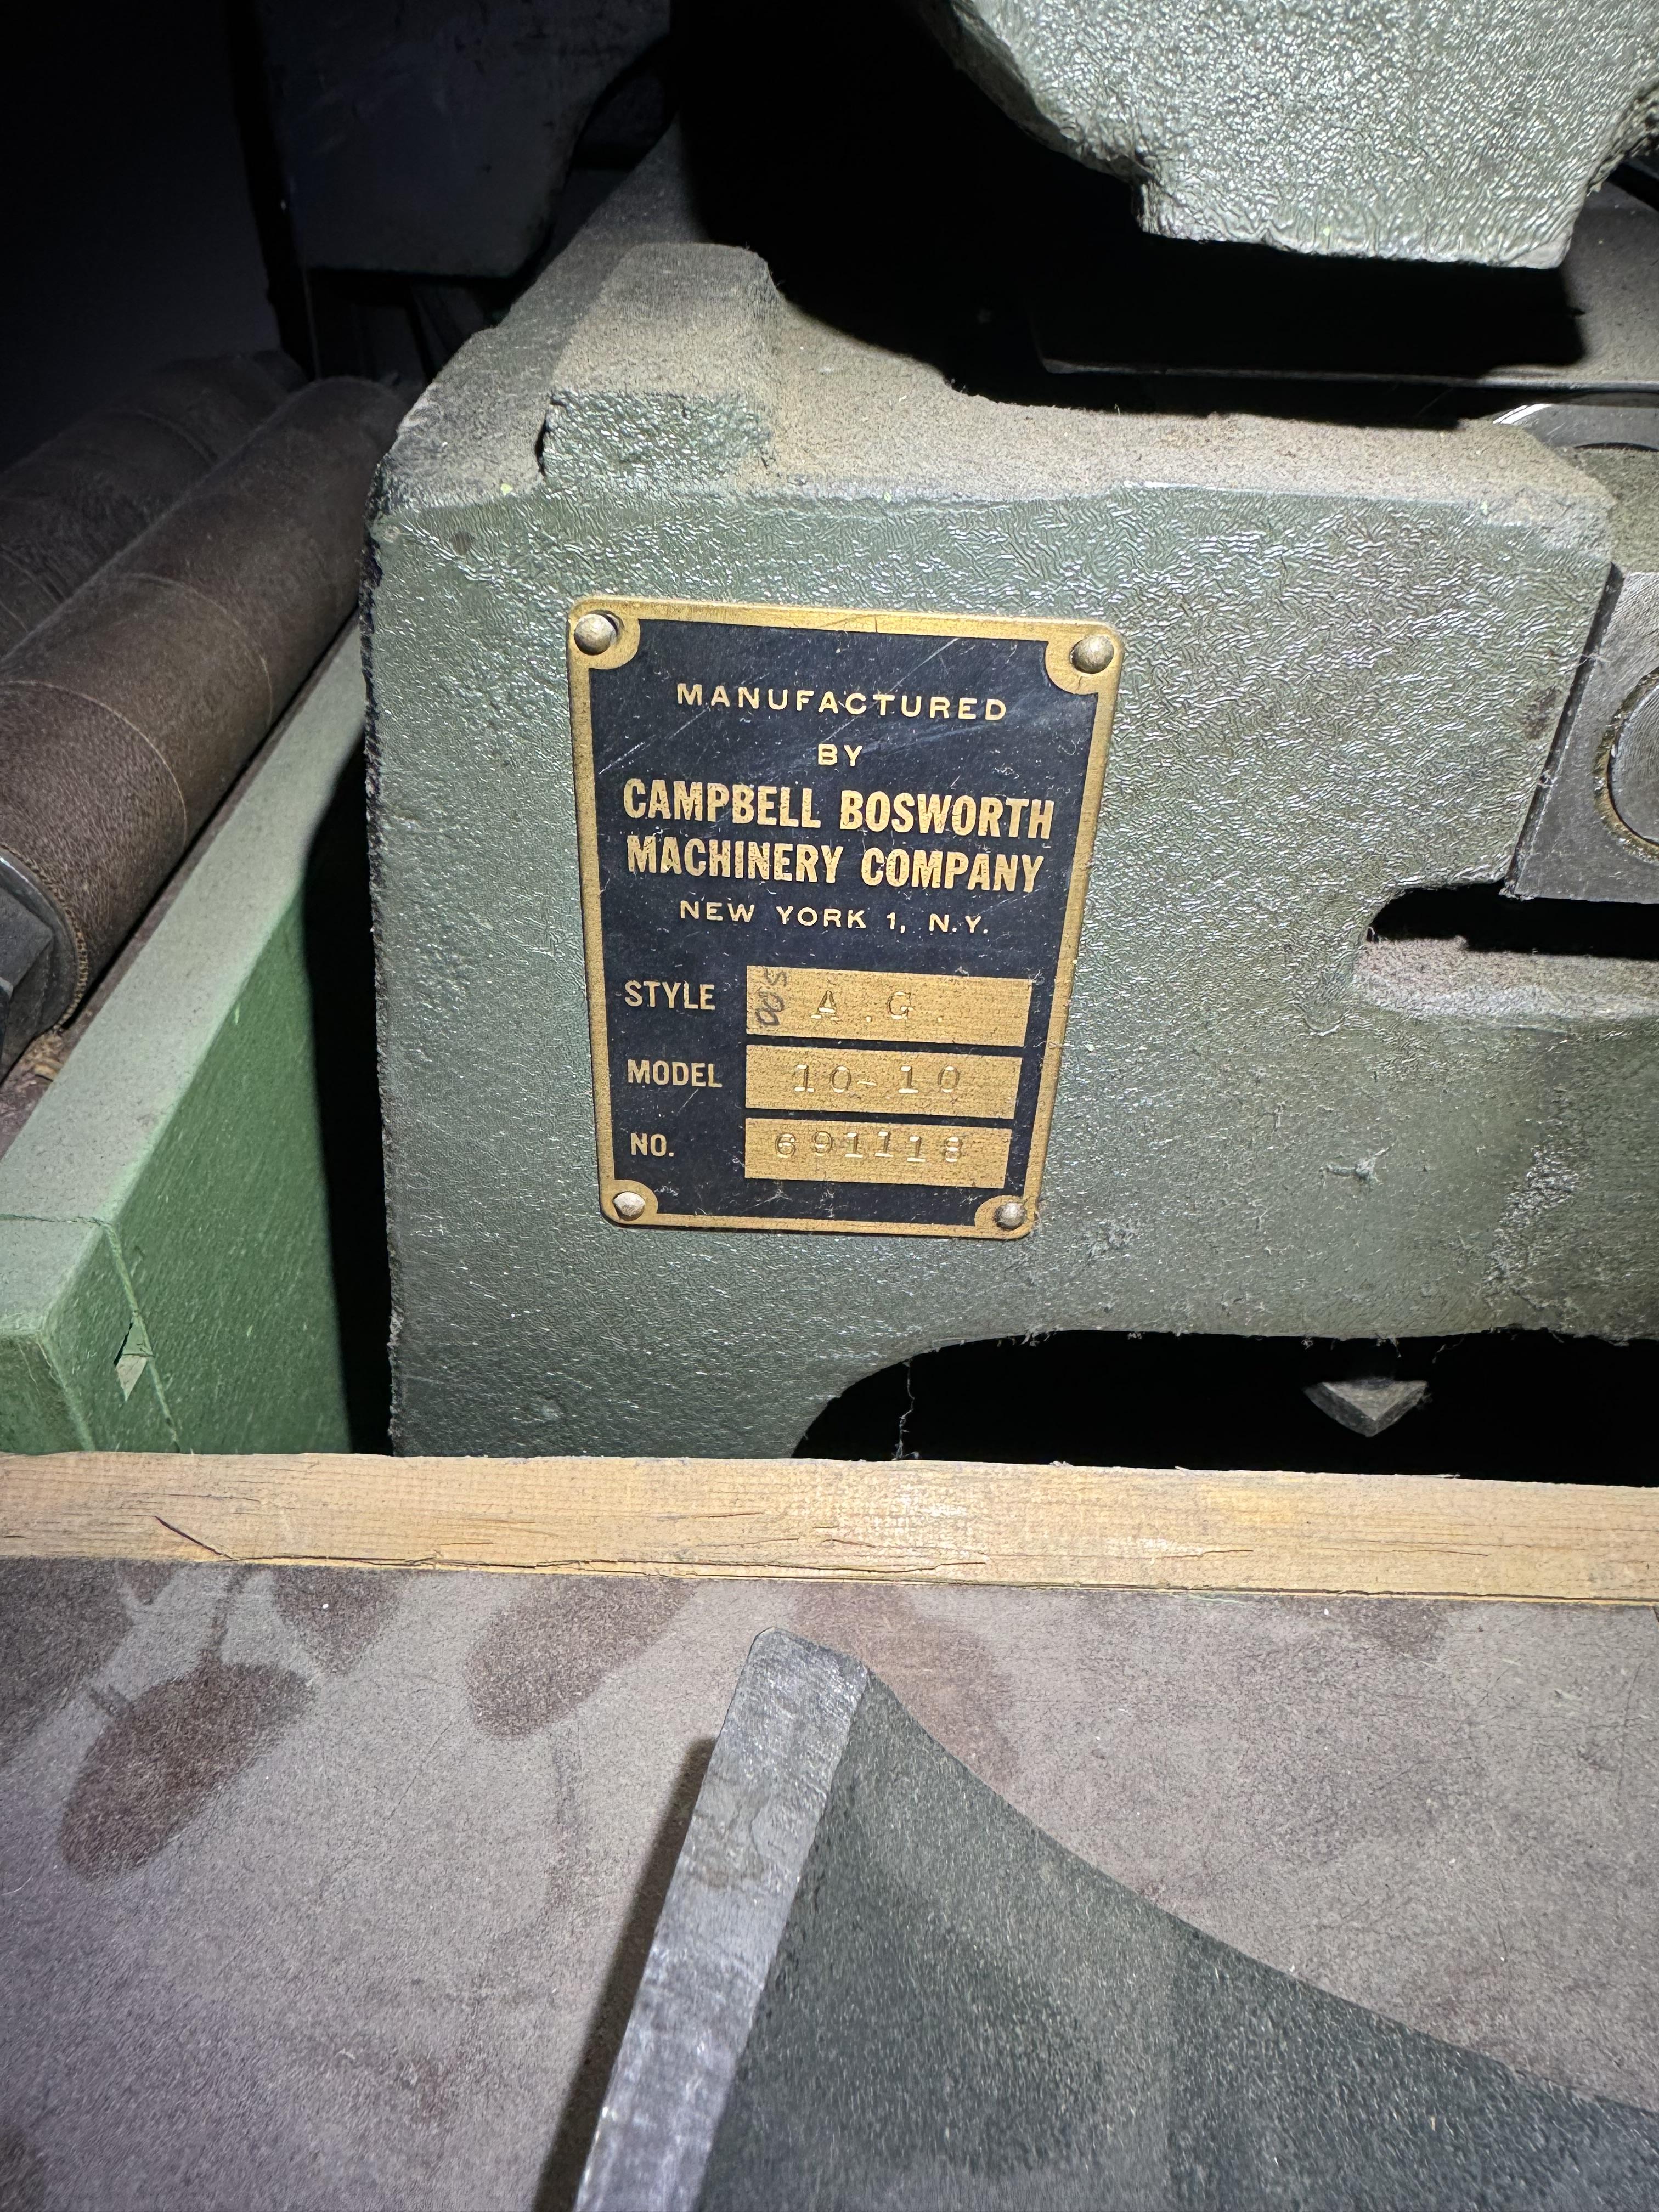 MANUFACTURED
BY
CAMPBELL BOSWORTH
MACHINERY COMPANY
NEW YORK 1, N.Y.
STYLE A.G.
MODEL 10-10
NO. 691118